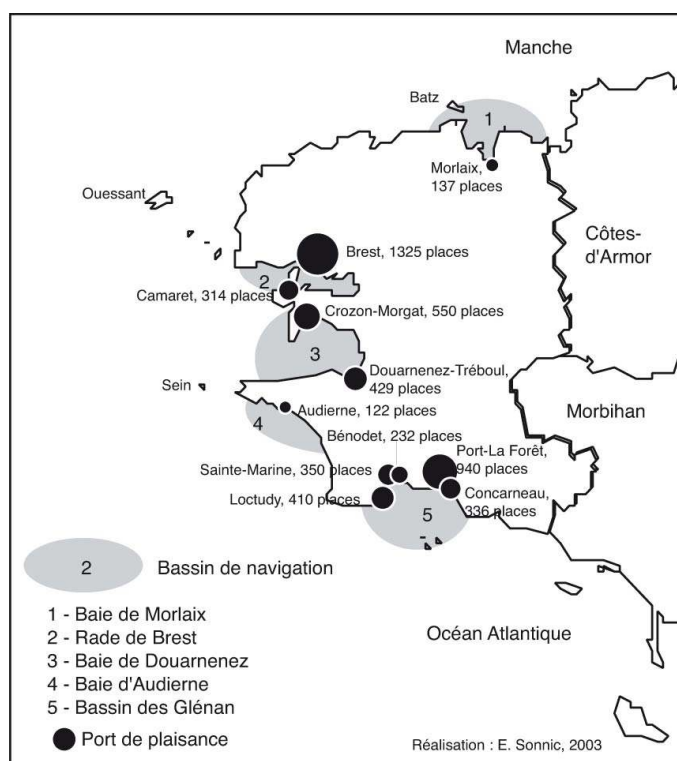 Manche
Batz
1
Morlaix,
137 places
Ouessant
Côtes-
d'Armor
Brest, 1325 places
2
Camaret, 314 places
Crozon-Morgat, 550 places
3
Douarnenez-Tréboul,
429 places
Sein
Morbihan
Audierne, 122 places
4
Bénodet, 232 places
Port-La Forêt,
940 places
Sainte-Marine, 350 places
Loctudy, 410 places
Concarneau,
336 places
5
2
Bassin de navigation
1 - Baie de Morlaix
2 - Rade de Brest
3 - Baie de Douarnenez
4 - Baie d'Audierne
5 - Bassin des Glénan
Port de plaisance
Océan Atlantique
Réalisation : E. Sonnic, 2003